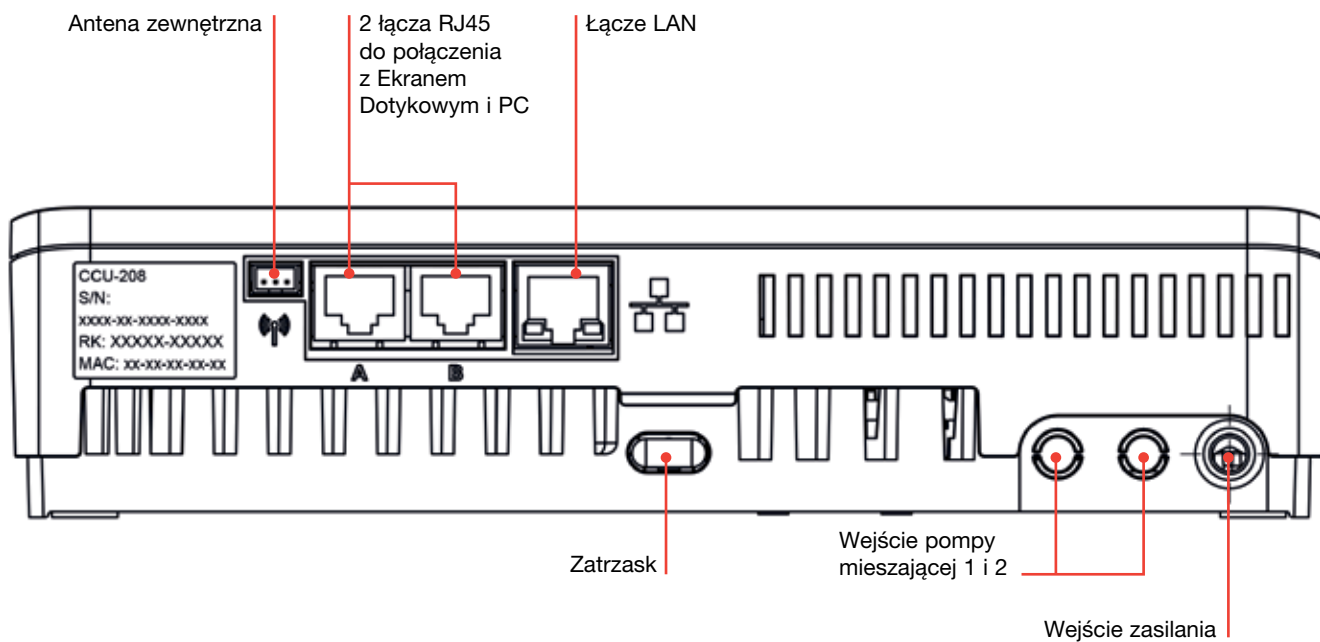 Antena zewnętrzna
2 łącza RJ45
do połączenia
z Ekranem
Dotykowym i PC
Łącze LAN
CCU-208
S/N:
xxxx-xx-xxxx-xxxx
RK: XXXXX-XXXXX
MAC: xx-xx-xx-xx-xx
A
B
Zatrzask
Wejście pompy
mieszającej 1 i 2
Wejście zasilania